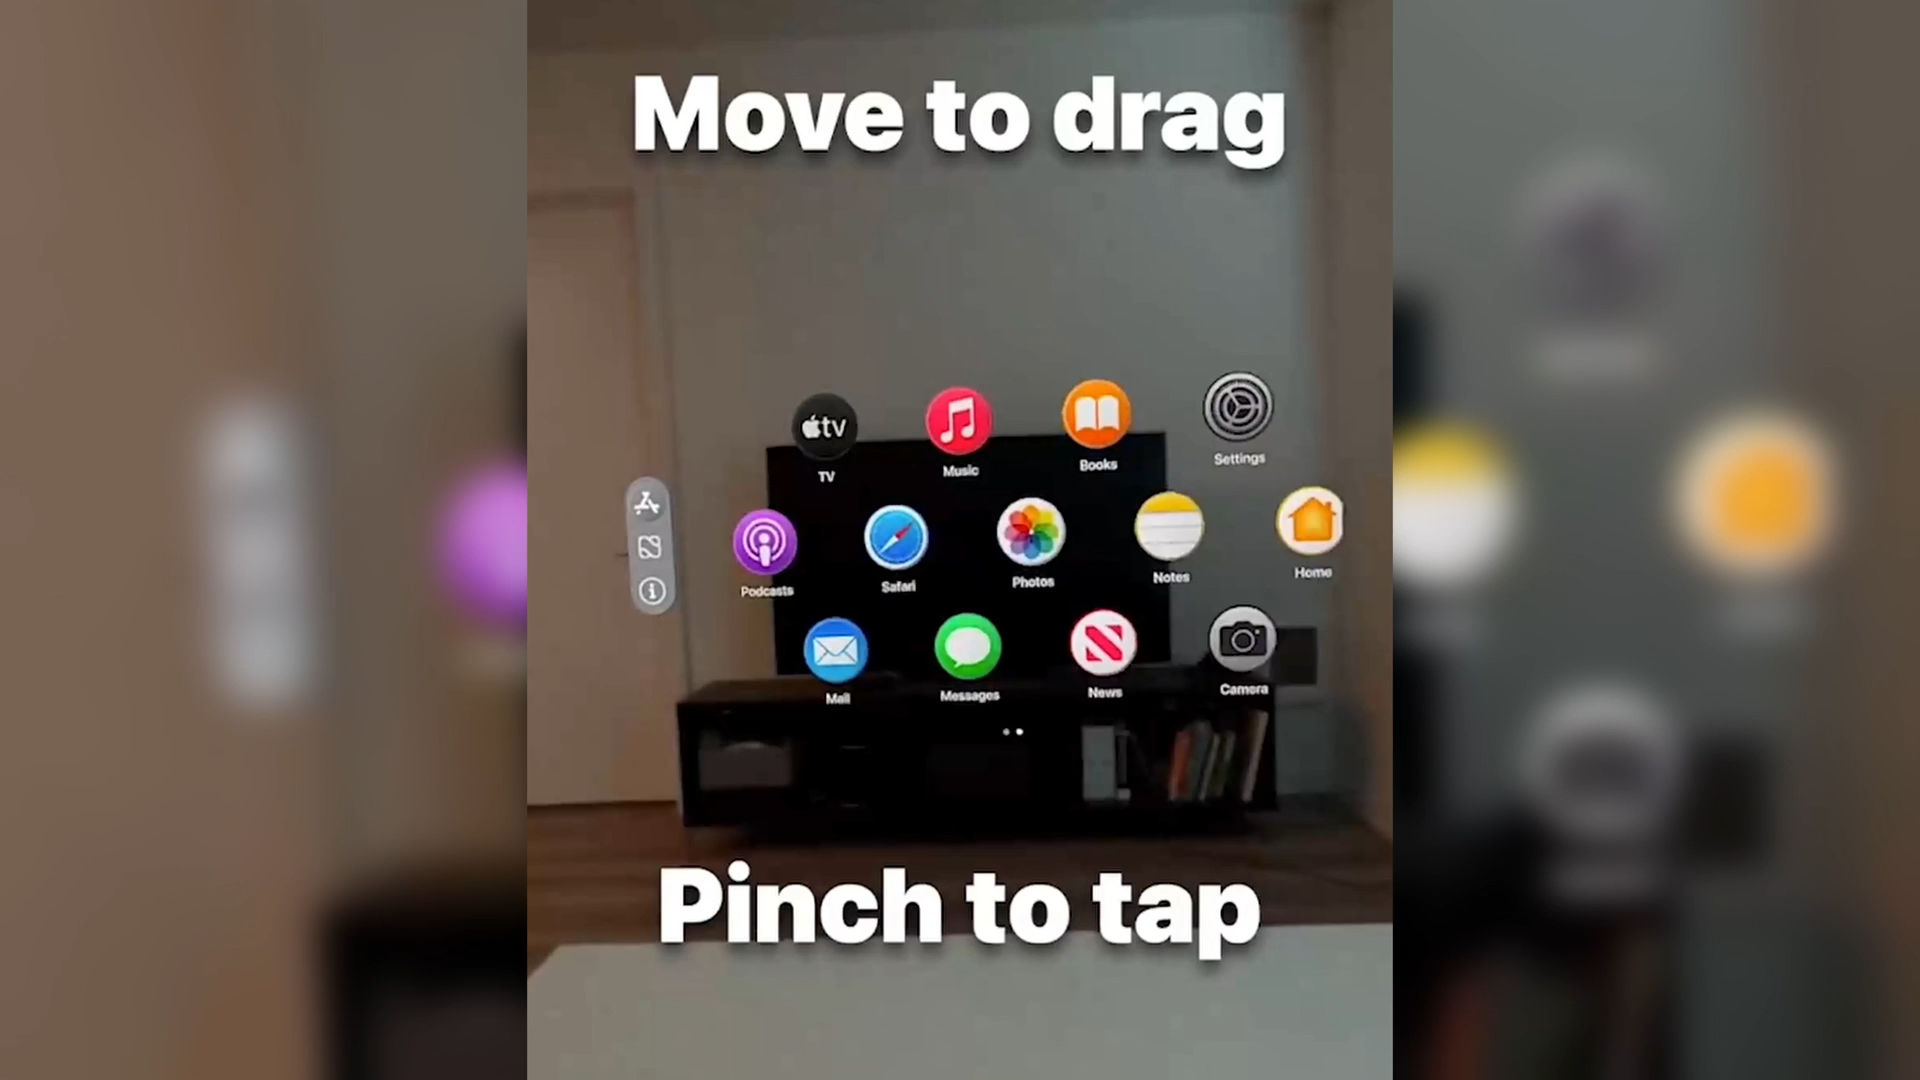 Move to drag
tv
TV
Music
Books
Settings
Podcasts
Safari
Photos
Notes
Home
Mail
Messages
News
Camera
Pinch to tap